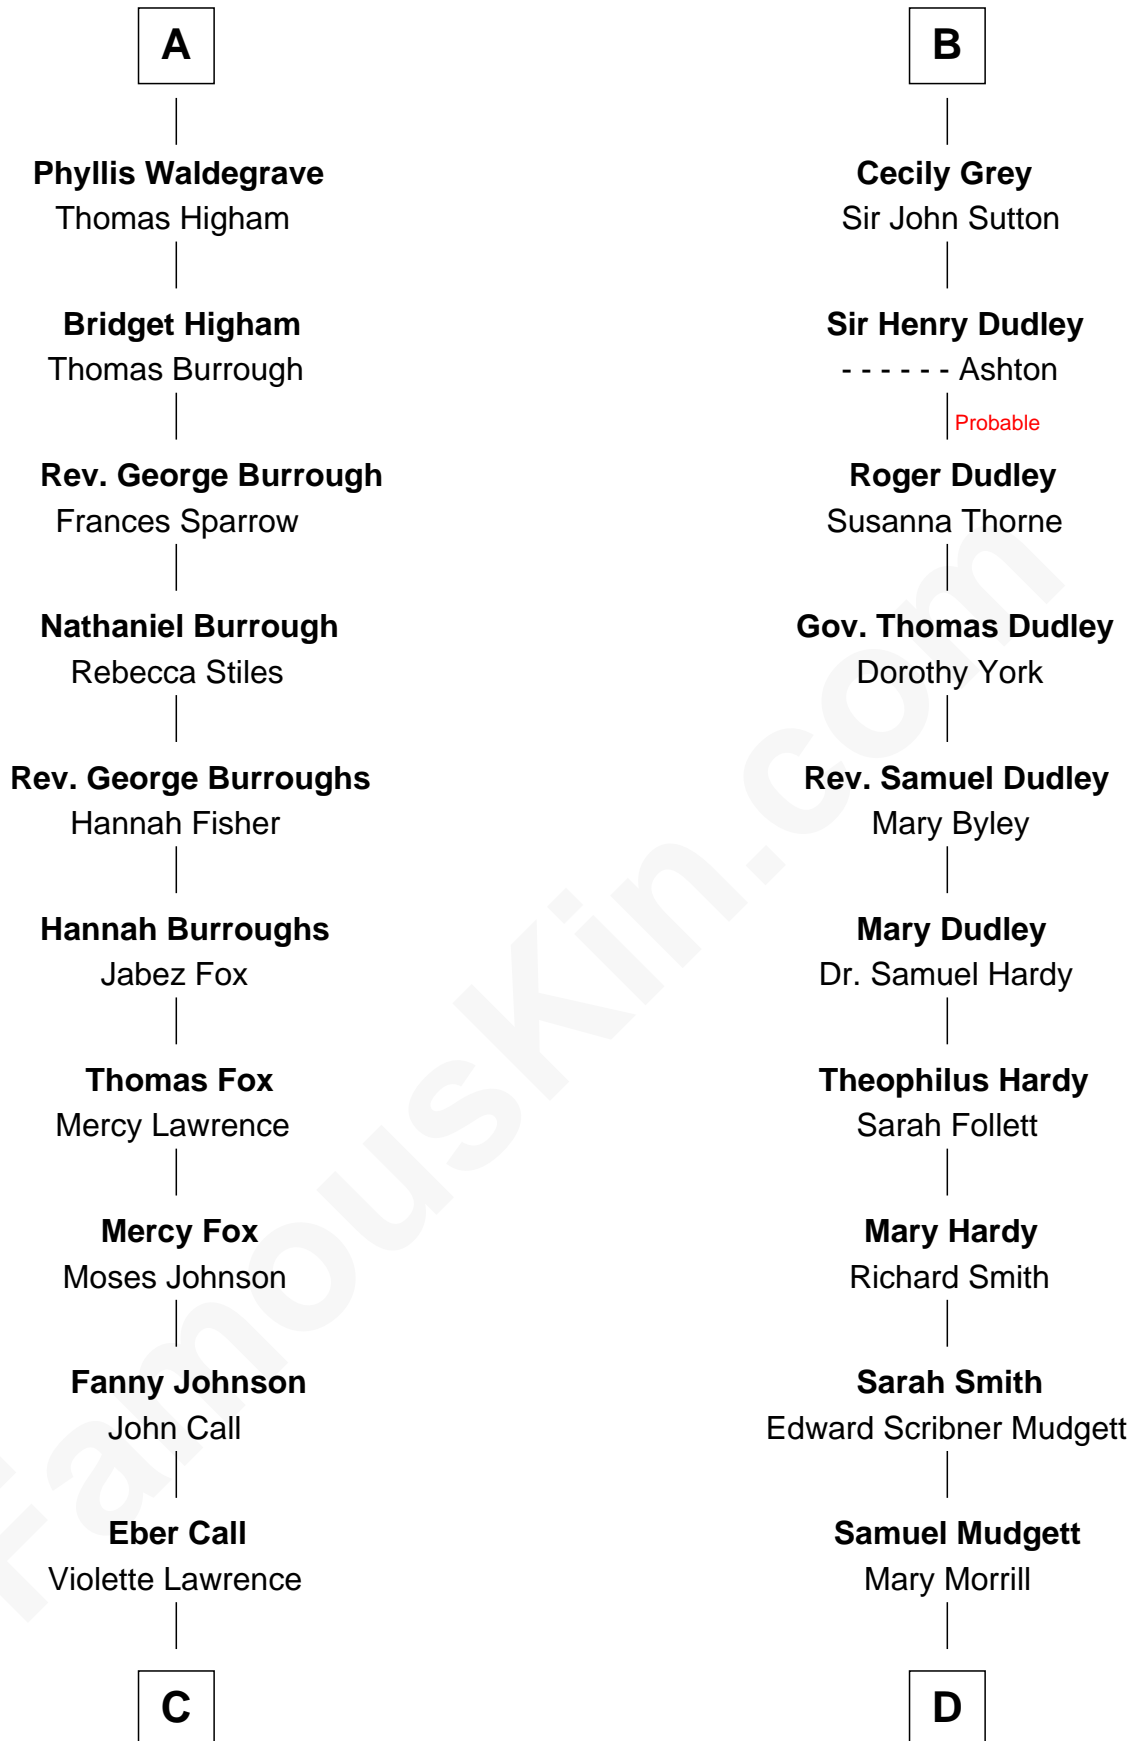 A
Phyllis Waldegrave
Thomas Higham
Bridget Higham
Thomas Burrough
Rev. George Burrough
Frances Sparrow
Nathaniel Burrough
Rebecca Stiles
Rev. George Burroughs
Hannah Fisher
Hannah Burroughs
Jabez Fox
Thomas Fox
Mercy Lawrence
Mercy Fox
Moses Johnson
Fanny Johnson
John Call
Eber Call
Violette Lawrence
C
B
Cecily Grey
Sir John Sutton
Sir Henry Dudley
- - - - - - Ashton
Probable
Roger Dudley
Susanna Thorne
Gov. Thomas Dudley
Dorothy York
Rev. Samuel Dudley
Mary Byley
Mary Dudley
Dr. Samuel Hardy
Theophilus Hardy
Sarah Follett
Mary Hardy
Richard Smith
Sarah Smith
Edward Scribner Mudgett
Samuel Mudgett
Mary Morrill
D
FamousKin.com